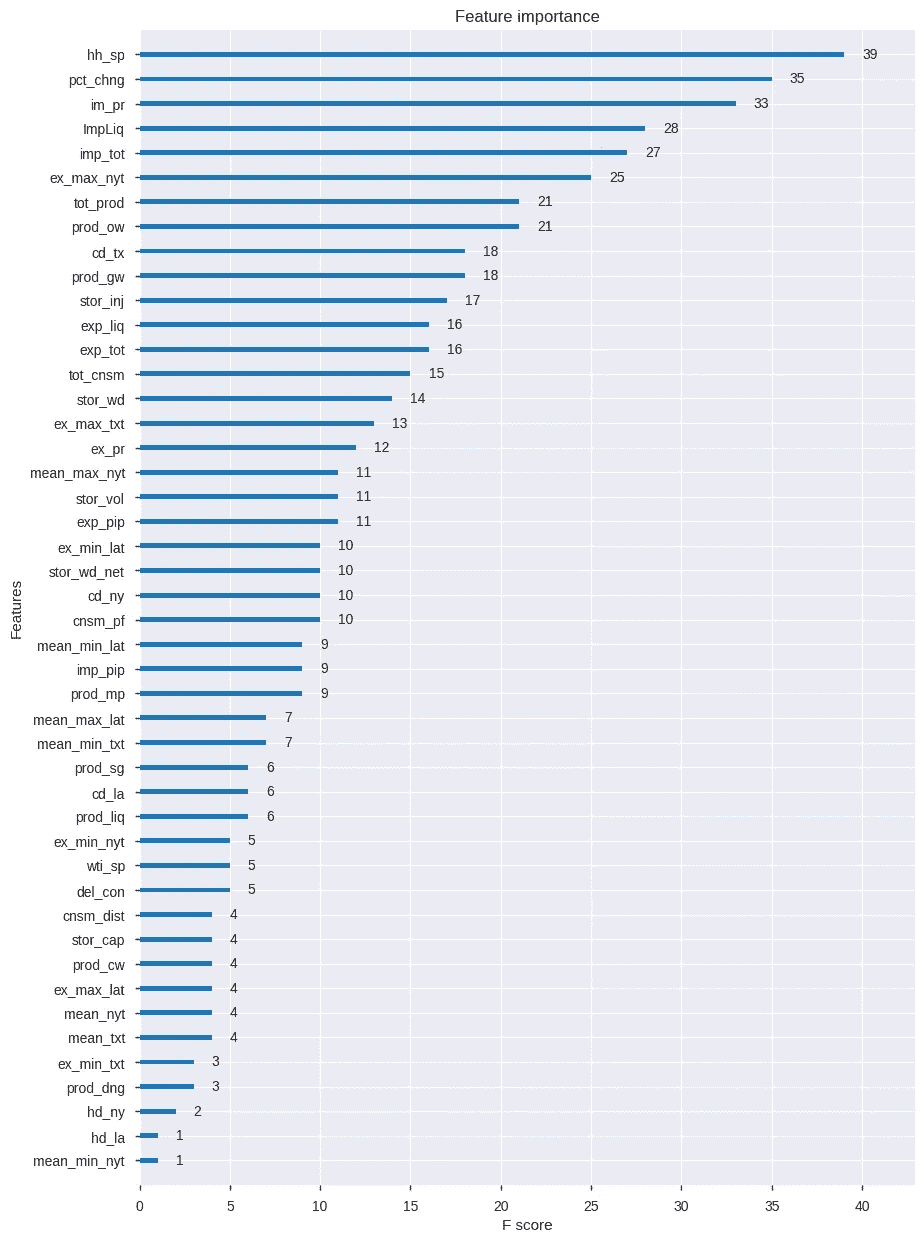 Feature importance
hh_sp 39
pct_chng 35
im_pr 33
ImpLiq 28
imp_tot 27
ex_max_nyt 25
tot_prod 21
prod_ow 21
cd_tx 18
prod_gw 18
stor_inj 17
exp_liq 16
exp_tot 16
tot_cnsm 15
stor_wd 14
ex_max_txt 13
ex_pr 12
mean_max_nyt 11
stor_vol 11
exp_pip 11
ex_min_lat 10
stor_wd_net 10
cd_ny 10
cnsm_pf 10
mean_min_lat 9
imp_pip 9
prod_mp 9
mean_max_lat 7
mean_min_txt 7
prod_sg 6
cd_la 6
prod_liq 6
ex_min_nyt 5
wti_sp 5
del_con 5
cnsm_dist 4
stor_cap 4
prod_cw 4
ex_max_lat 4
mean_nyt 4
mean_txt 4
ex_min_txt 3
prod_dng 3
hd_ny 2
hd_la 1
mean_min_nyt 1
Features
0 5 10 15 20 25 30 35 40
F score